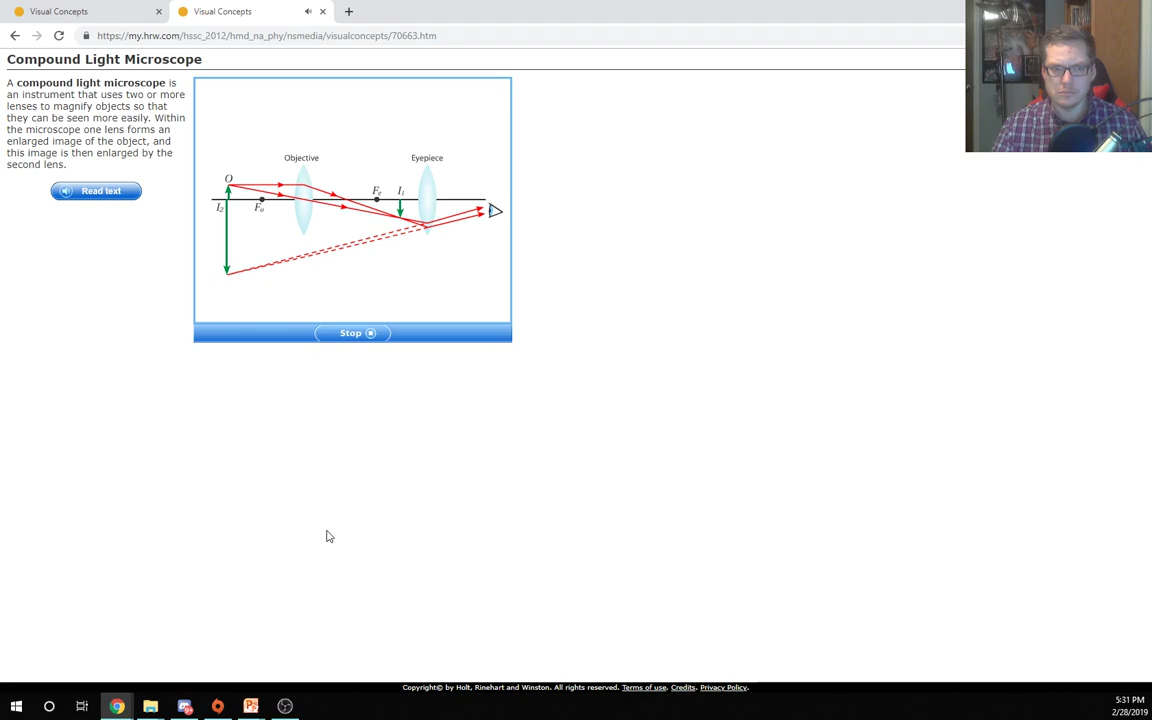 Visual Concepts
Visual Concepts
https://my.hrw.com/hssc_2012/hmd_na_phy/nsmedia/visualconcepts/70663.htm
Compound Light Microscope
A compound light microscope is
an instrument that uses two or more
lenses to magnify objects so that
they can be seen more easily. Within
the microscope one lens forms an
enlarged image of the object, and
this image is then enlarged by the
second lens.
Read text
Objective
Eyepiece
O
Fe
I1
I2
Fo
Stop
Copyright© by Holt, Rinehart and Winston. All rights reserved. Terms of use. Credits. Privacy Policy.
5:31 PM
2/28/2019